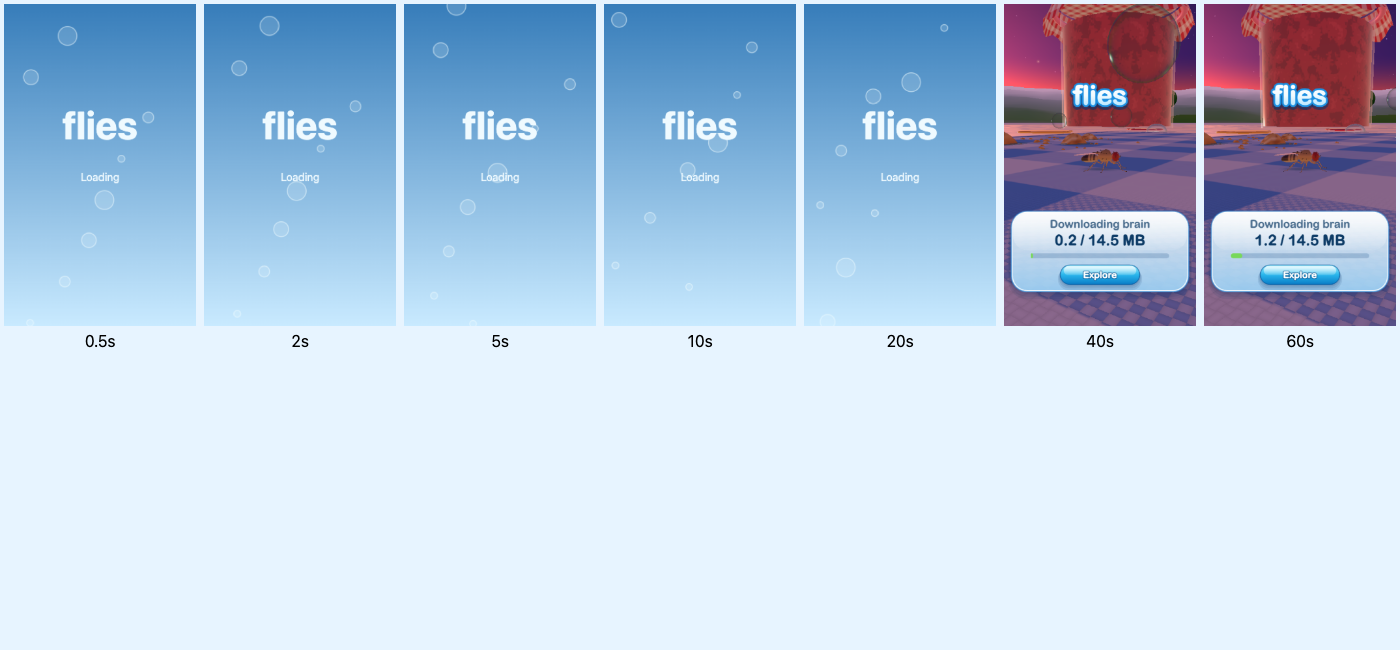 flies
Loading
0.5s
flies
Loading
2s
flies
Loading
5s
flies
Loading
10s
flies
Loading
20s
flies
Downloading brain
0.2 / 14.5 MB
Explore
40s
flies
Downloading brain
1.2 / 14.5 MB
Explore
60s